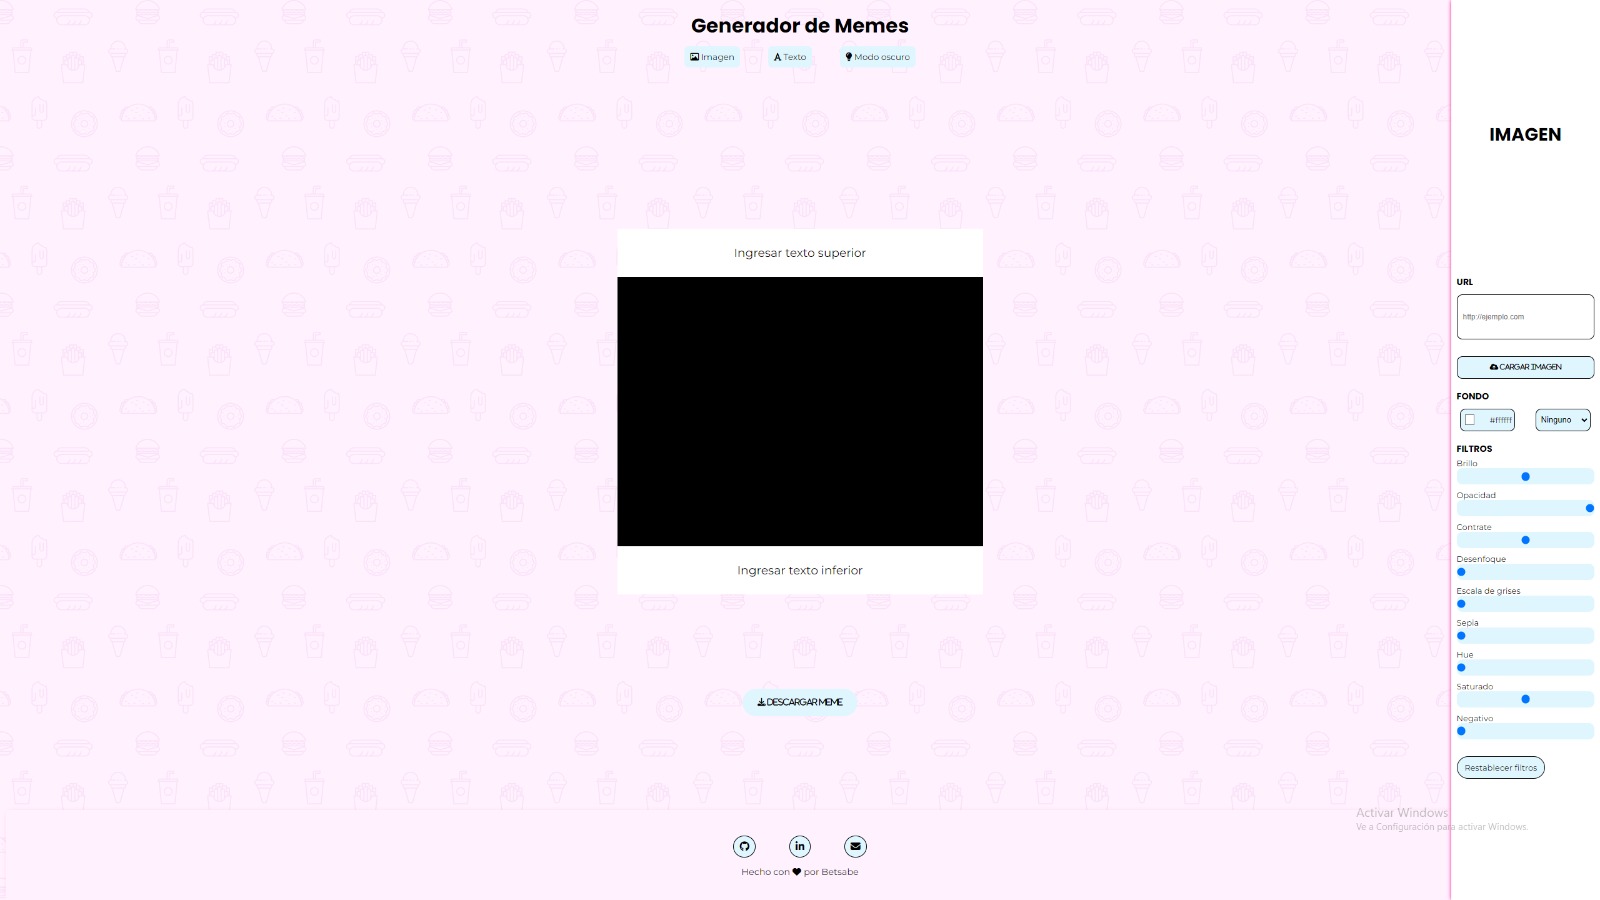 Generador de Memes
Imagen
Texto
Modo oscuro
Ingresar texto superior
Ingresar texto inferior
DESCARGAR MEME
Hecho con por Betsabe
IMAGEN
URL
http://ejemplo.com
CARGAR IMAGEN
FONDO
#ffffff
Ninguno
FILTROS
Brillo
Opacidad
Contrate
Desenfoque
Escala de grises
Sepia
Hue
Saturado
Negativo
Restablecer filtros
Activar Windows
Ve a Configuración para activar Windows.